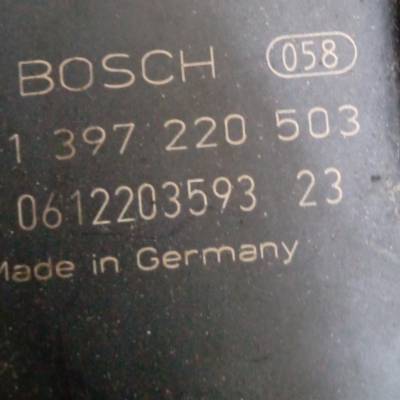 BOSCH 058
1 397 220 503
0612203593 23
Made in Germany